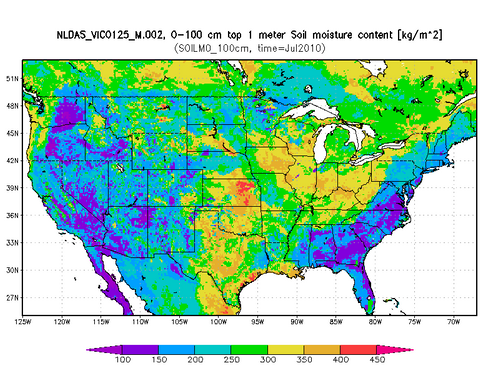 NLDAS_VIC0125_M.002, 0-100 cm top 1 meter Soil moisture content [kg/m^2]
(SOILM0_100cm, time=Jul2010)
51N
48N
45N
42N
39N
36N
33N
30N
27N
125W 120W 115W 110W 105W 100W 95W 90W 85W 80W 75W 70W
100 150 200 250 300 350 400 450